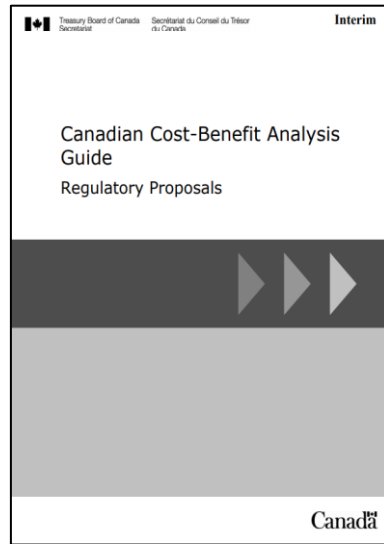 Treasury Board of Canada Secrétariat du Conseil du Trésor Interim
Secretariat du Canada
Canadian Cost-Benefit Analysis
Guide
Regulatory Proposals
Canada